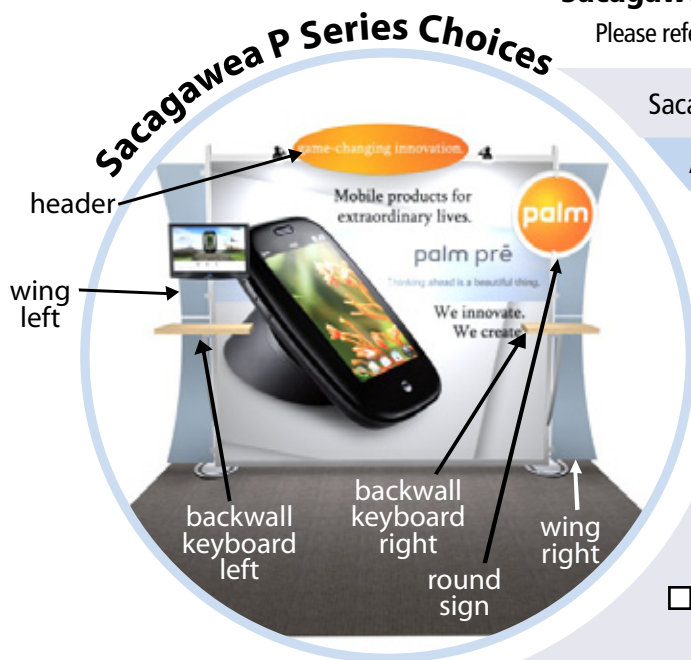 Sacagawea P Series Choices
Please refe
Saca
game-changing innovation.
header
Mobile products for
extraordinary lives.
palm
palm prē
Thinking ahead is a beautiful thing.
wing
left
We innovate.
We create.
backwall
keyboard
left
backwall
keyboard
right
wing
right
round
sign